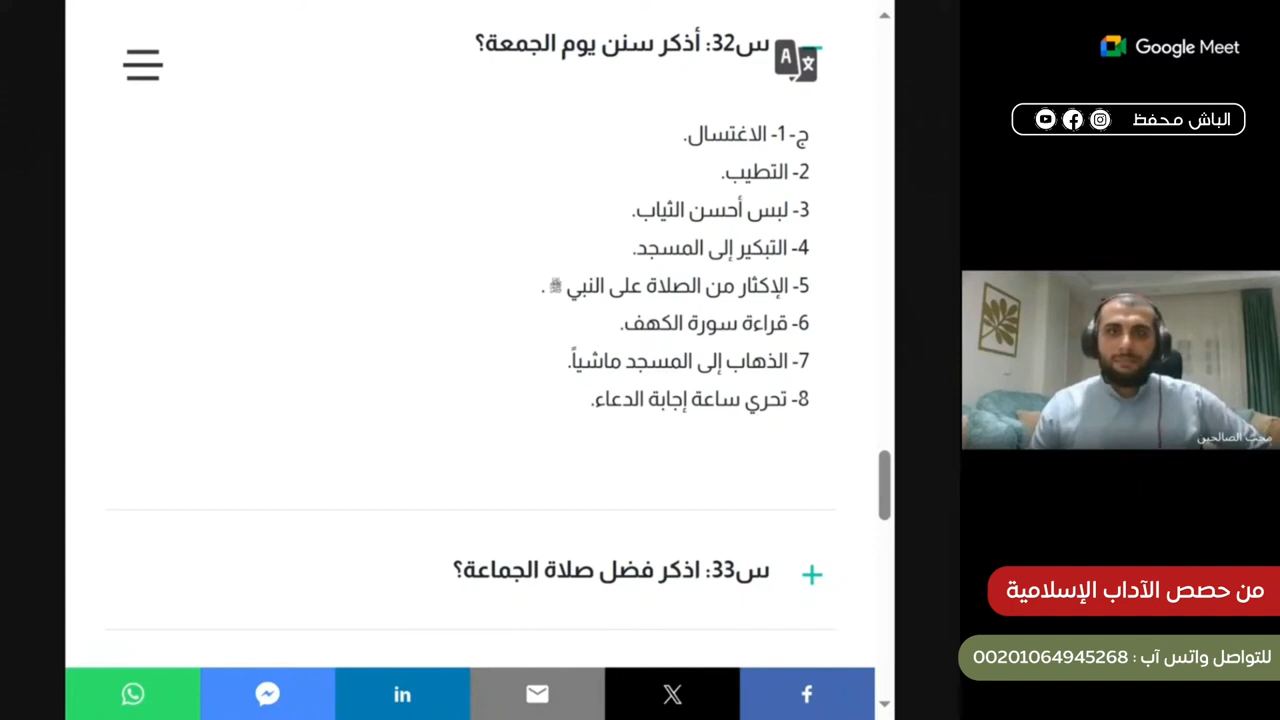 س32: أذكر سنن يوم الجمعة؟
ج-1- الاغتسال.
2- التطيب.
3- لبس أحسن الثياب.
4- التبكير إلى المسجد.
5- الإكثار من الصلاة على النبي ﷺ .
6- قراءة سورة الكهف.
7- الذهاب إلى المسجد ماشياً.
8- تحري ساعة إجابة الدعاء.
س33: اذكر فضل صلاة الجماعة؟
Google Meet
الباش محفظ
محب الصالحين
من حصص الآداب الإسلامية
للتواصل واتس آب : 00201064945268